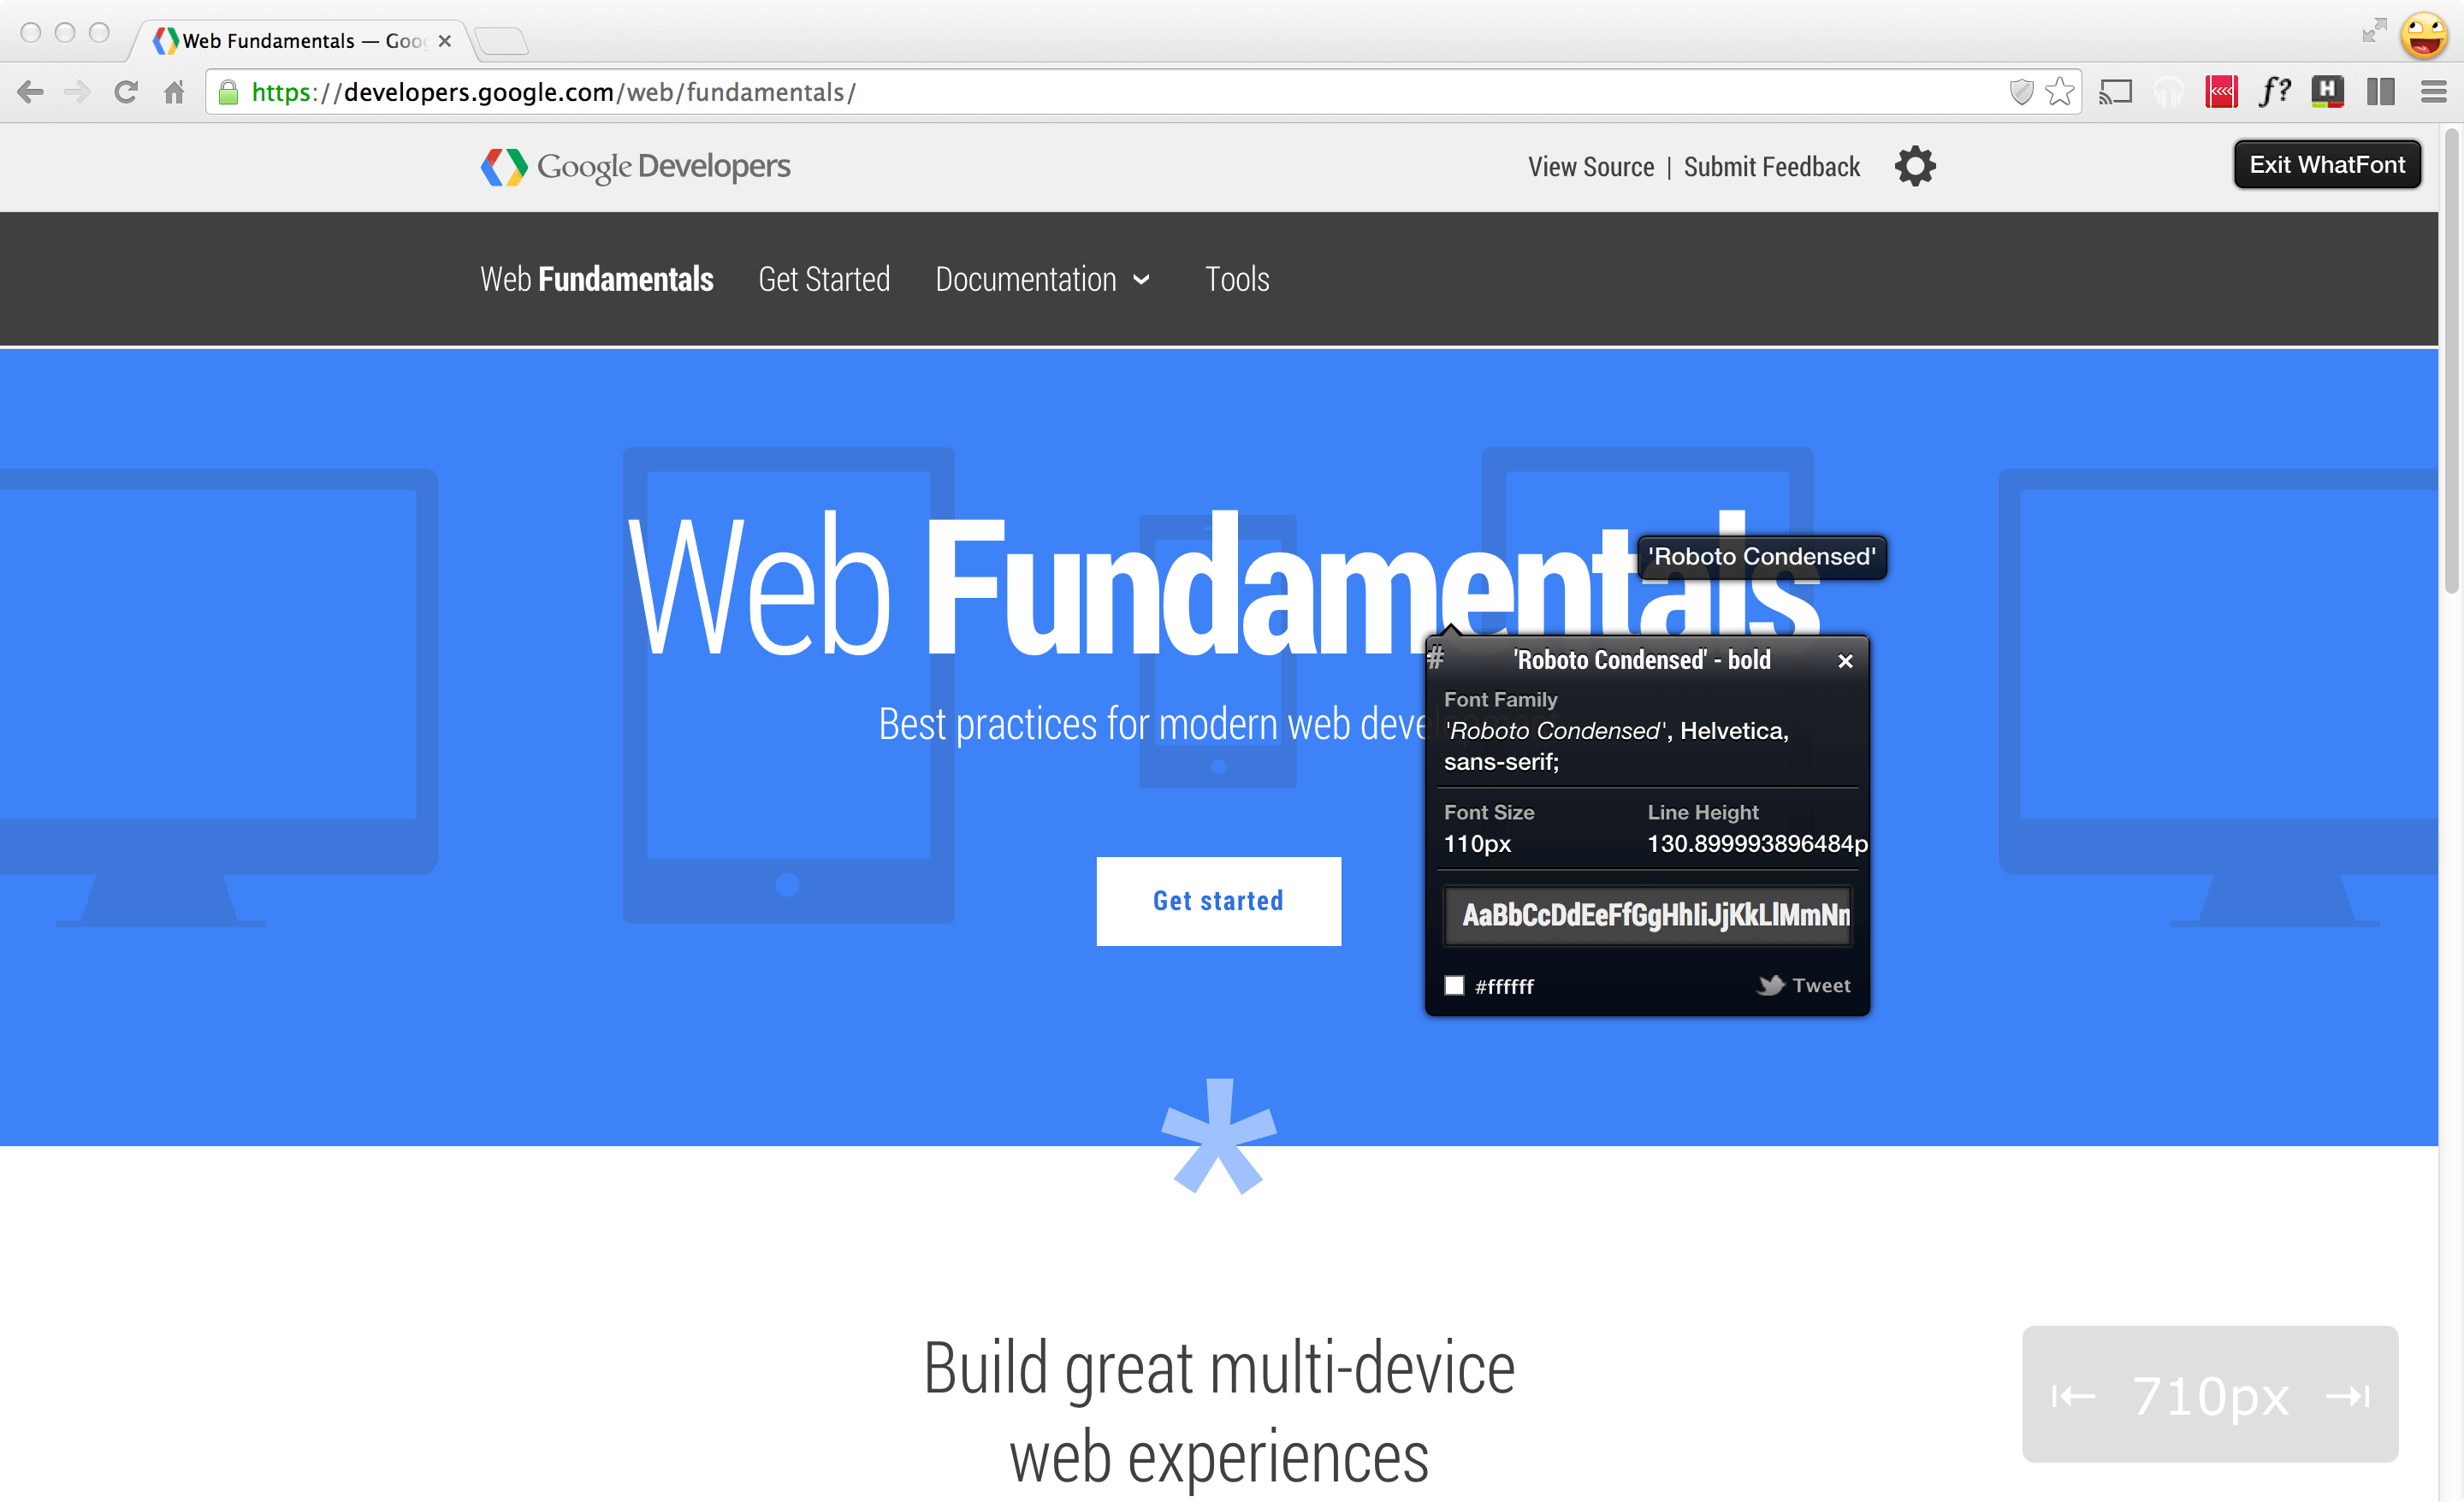 Web Fundamentals — Goo
https://developers.google.com/web/fundamentals/
f?
H
Google Developers
View Source | Submit Feedback
Exit WhatFont
Web Fundamentals Get Started Documentation Tools
Web Fundamentals
'Roboto Condensed'
# 'Roboto Condensed' - bold
Best practices for modern web deve
Font Family
'Roboto Condensed', Helvetica,
sans-serif;
Font Size Line Height
110px 130.899993896484p
Get started
AaBbCcDdEeFfGgHhIiJjKkLlMmNn
#ffffff Tweet
*
Build great multi-device
web experiences
710px